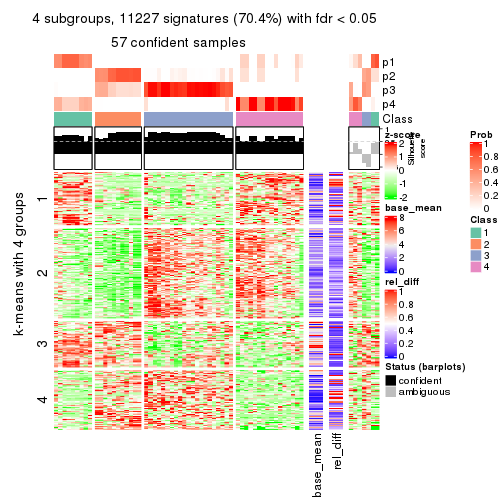 4 subgroups, 11227 signatures (70.4%) with fdr < 0.05
57 confident samples
p1
p2
p3
p4
Class
1
Silhouette
score
z-score
2
-2
base_mean
8
6
4
2
0
rel_diff
1
0.8
0.6
0.4
0.2
0
Status (barplots)
confident
ambiguous
Prob
1
0.8
0.6
0.4
0.2
0
Class
1
2
3
4
k-means with 4 groups
1
2
3
4
base_mean
rel_diff